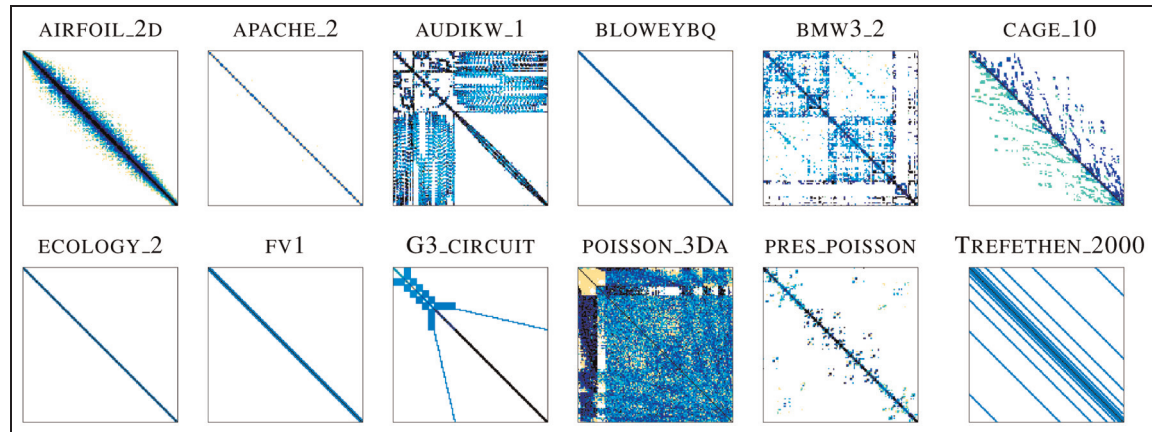 AIRFOIL_2D APACHE_2 AUDIKW_1 BLOWEYBQ BMW3_2 CAGE_10
ECOLOGY_2 FV1 G3_CIRCUIT POISSON_3DA PRES_POISSON TREFETHEN_2000